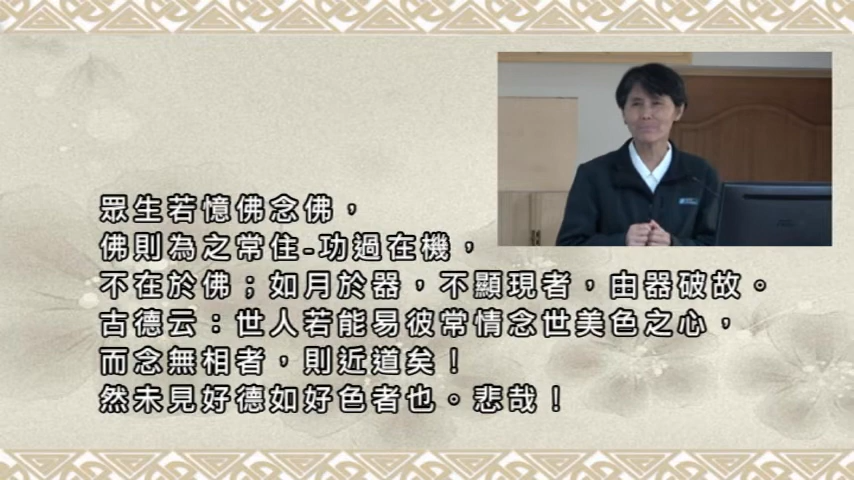 眾生若憶佛念佛，
佛則為之常住-功過在機，
不在於佛；如月於器，不顯現者，由器破故。
古德云：世人若能易彼常情念世美色之心，
而念無相者，則近道矣！
然未見好德如好色者也。悲哉！